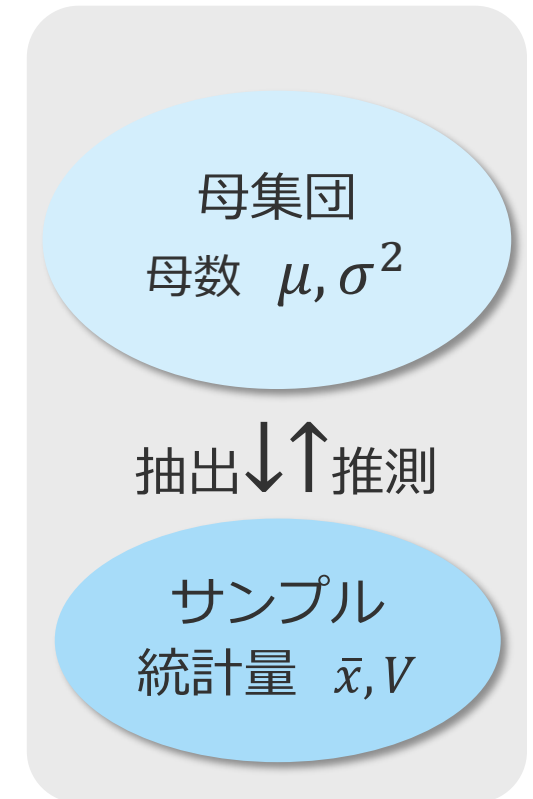 母集団
母数 μ, σ²
抽出↓↑推測
サンプル
統計量 x̄, V